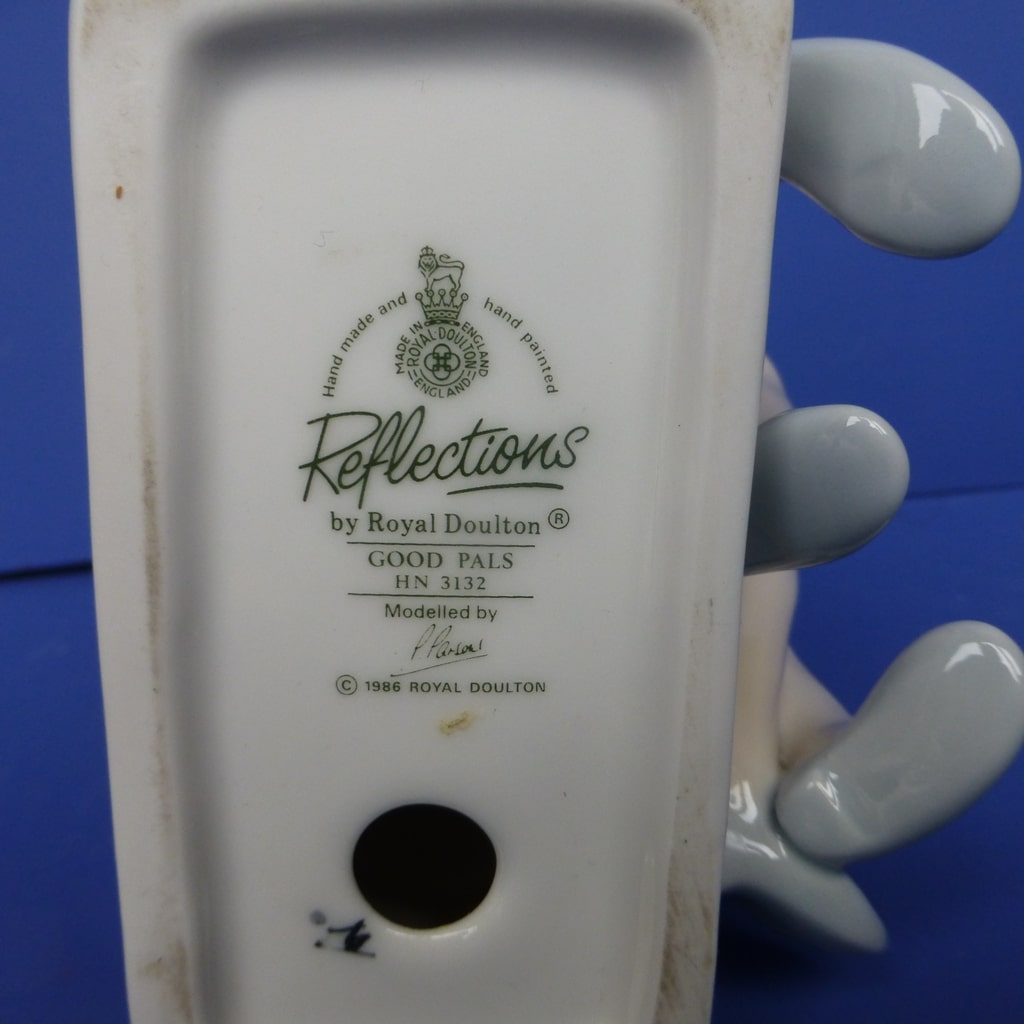 Hand made and hand painted
MADE IN ENGLAND
ROYAL·DOULTON
ENGLAND
Reflections
by Royal Doulton ®
GOOD PALS
HN 3132
Modelled by
P. Parsons
© 1986 ROYAL DOULTON